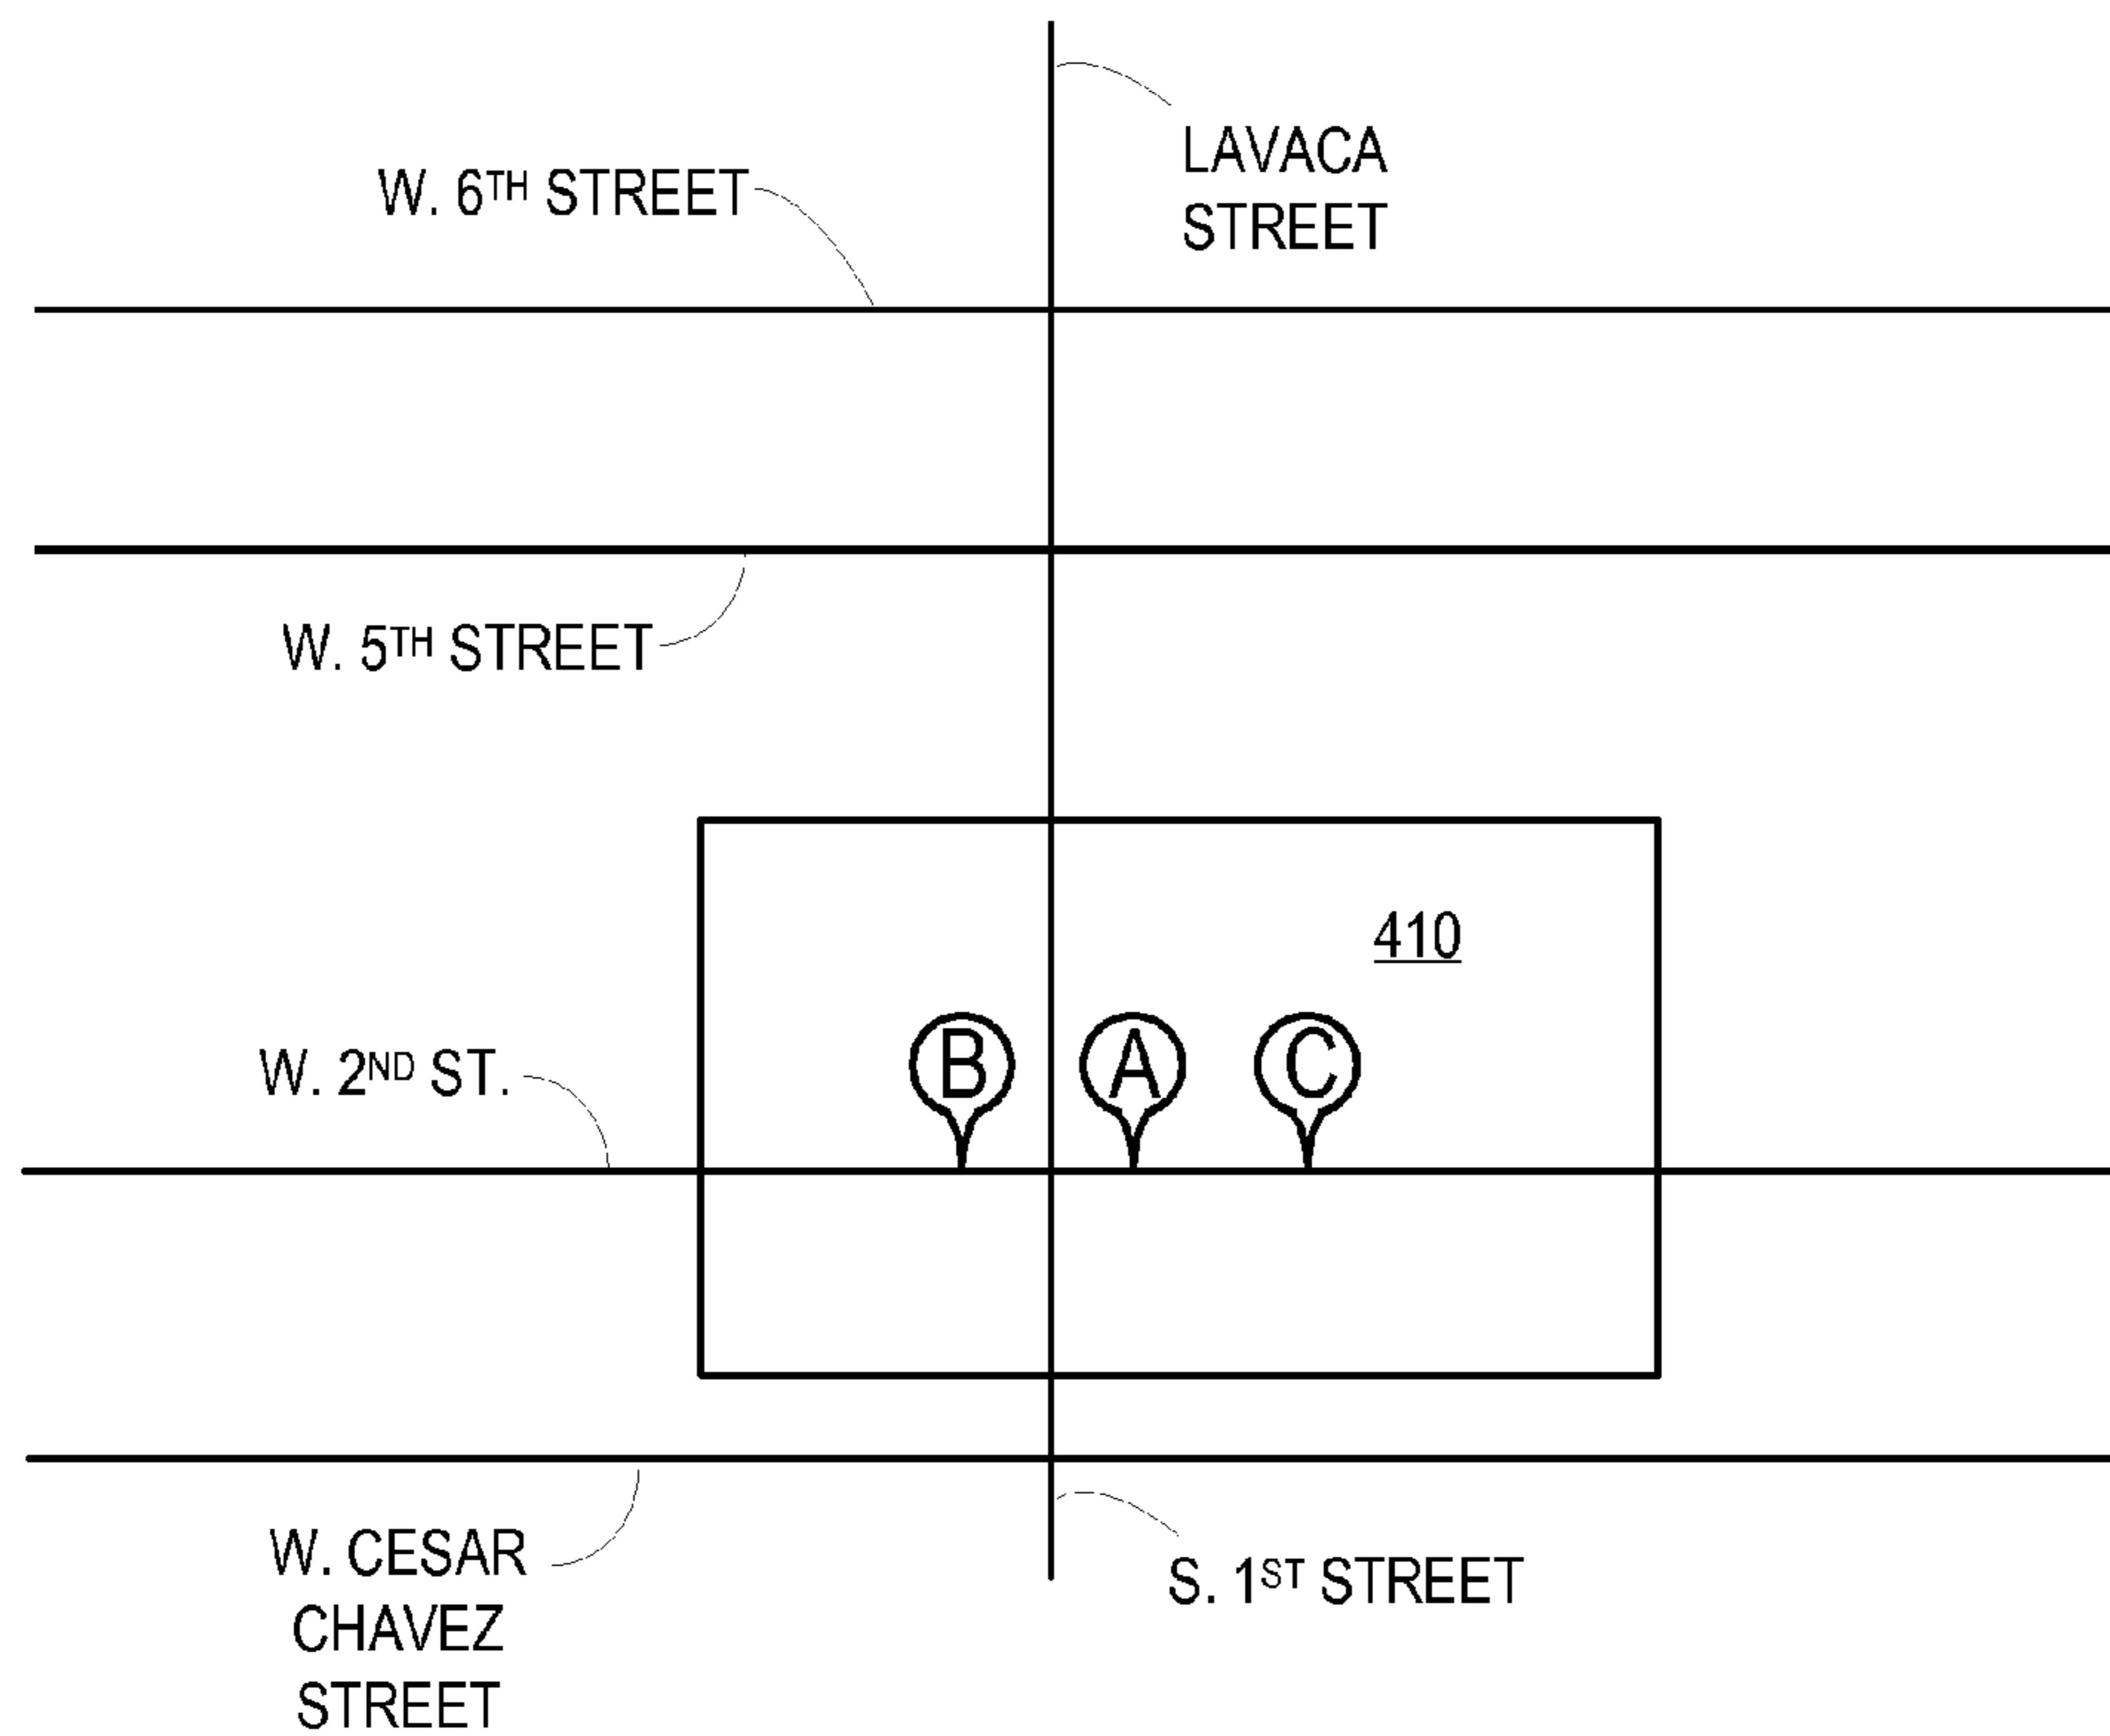 LAVACA
STREET
W. 6TH STREET
W. 5TH STREET
410
B A C
W. 2ND ST.
W. CESAR
CHAVEZ
STREET
S. 1ST STREET